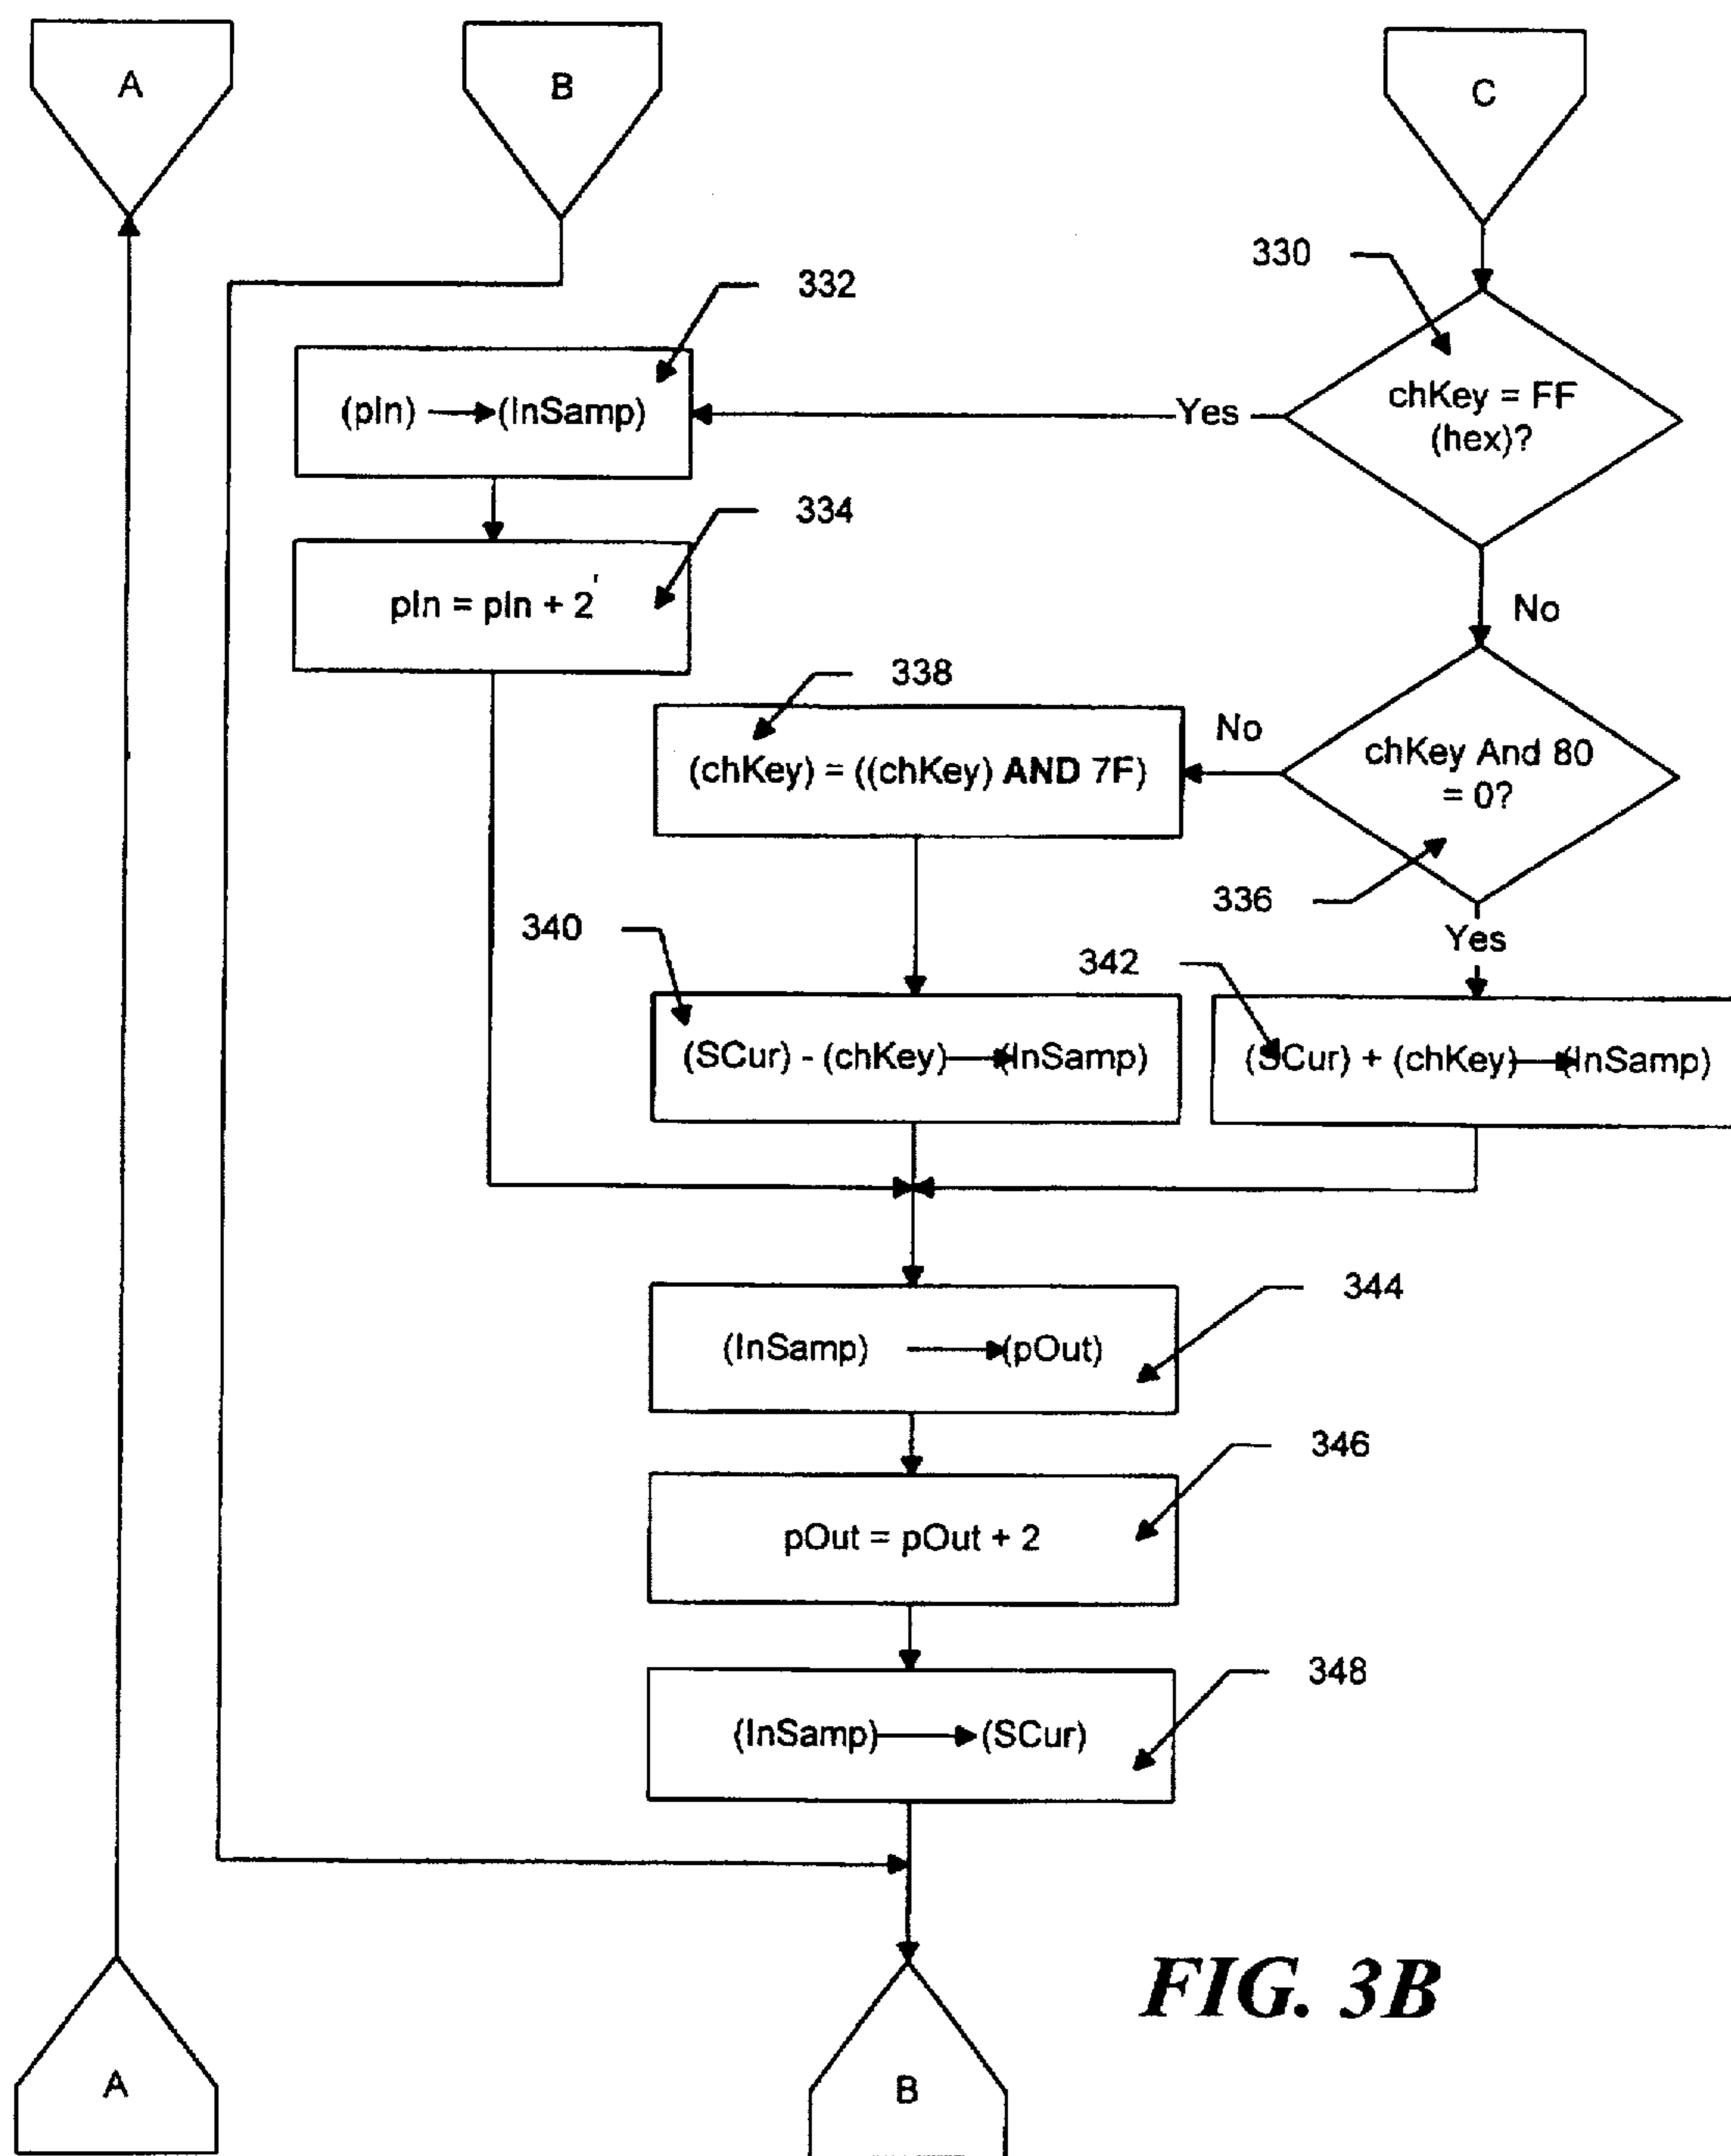 A
B
C
330
332
chKey = FF
(hex)?
Yes
(pIn) → (InSamp)
334
pIn = pIn + 2
No
338
No
(chKey) = ((chKey) AND 7F)
chKey And 80
= 0?
336
Yes
340
342
(SCur) - (chKey) → (InSamp)
(SCur) + (chKey) → (InSamp)
344
(InSamp) → (pOut)
346
pOut = pOut + 2
348
(InSamp) → (SCur)
FIG. 3B
A
B